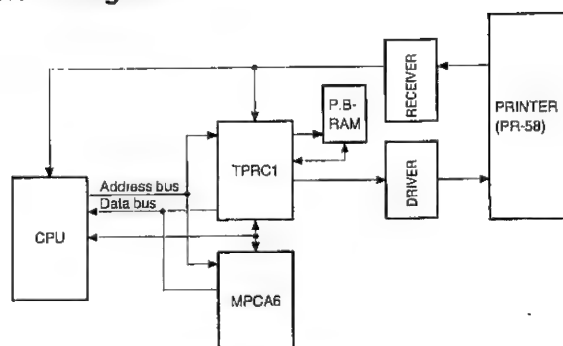 RECEIVER
PRINTER
(PR-58)
P.B-
RAM
TPRC1
DRIVER
Address bus
Data bus
CPU
MPCA6